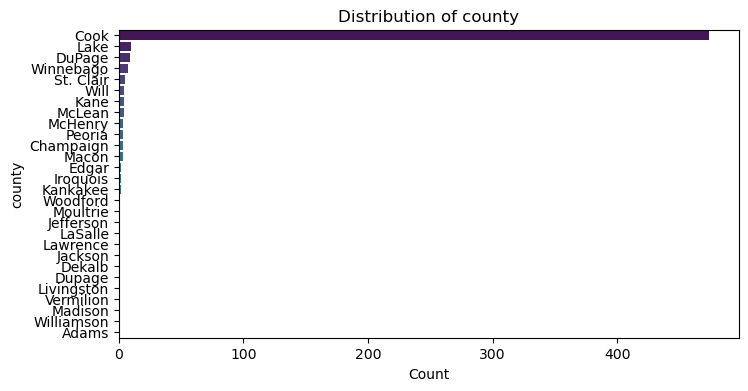 Distribution of county
county
Cook
Lake
DuPage
Winnebago
St. Clair
Will
Kane
McLean
McHenry
Peoria
Champaign
Macon
Edgar
Iroquois
Kankakee
Woodford
Moultrie
Jefferson
LaSalle
Lawrence
Jackson
Dekalb
Dupage
Livingston
Vermilion
Madison
Williamson
Adams
0 100 200 300 400
Count